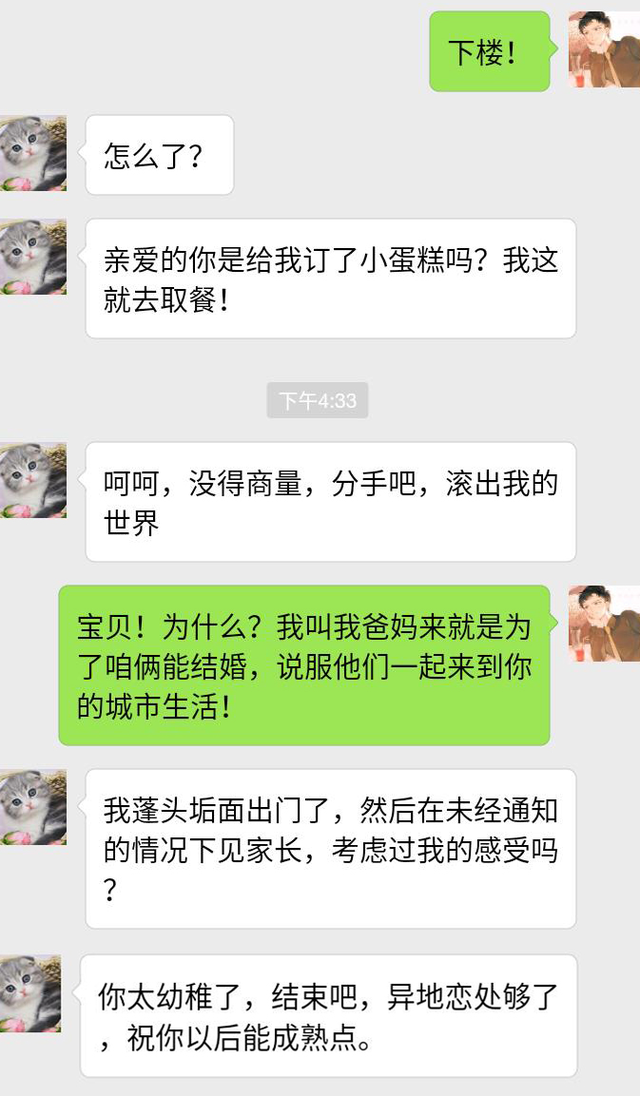 下楼！
怎么了？
亲爱的你是给我订了小蛋糕吗？我这
就去取餐！
下午4:33
呵呵，没得商量，分手吧，滚出我的
世界
宝贝！为什么？我叫我爸妈来就是为
了咱俩能结婚，说服他们一起来到你
的城市生活！
我蓬头垢面出门了，然后在未经通知
的情况下见家长，考虑过我的感受吗
？
你太幼稚了，结束吧，异地恋处够了
，祝你以后能成熟点。